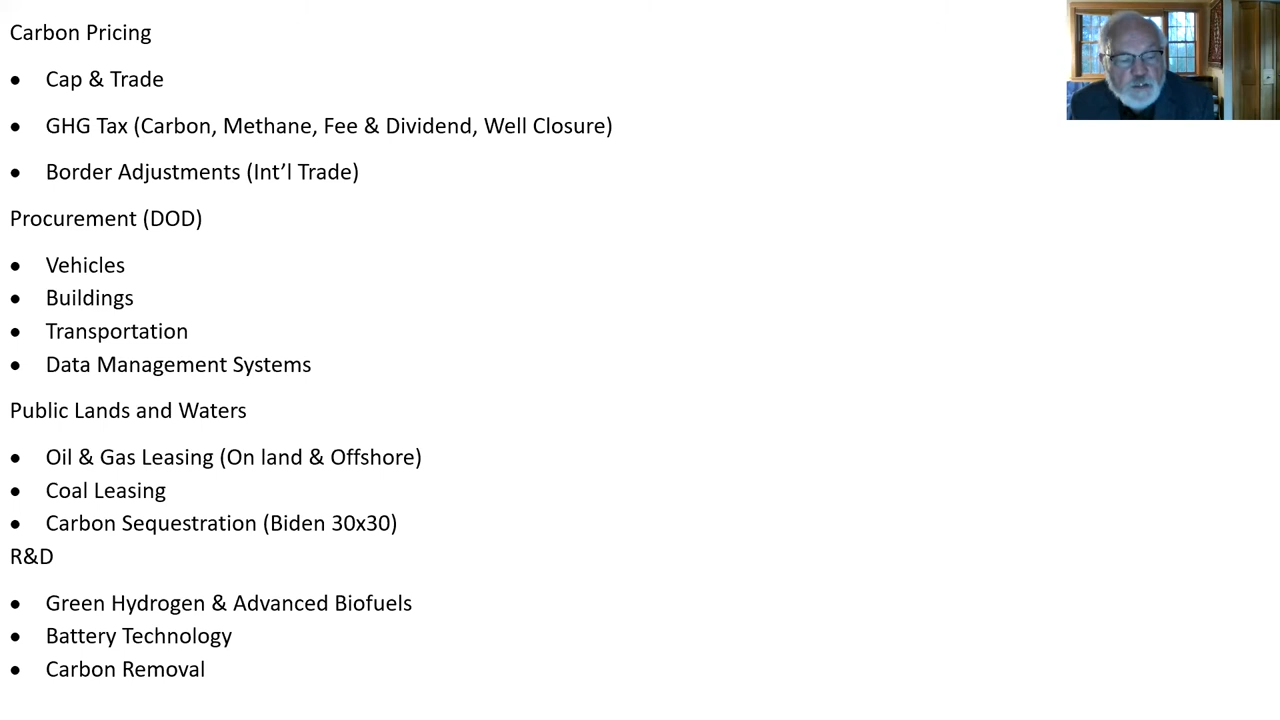 Carbon Pricing
• Cap & Trade
• GHG Tax (Carbon, Methane, Fee & Dividend, Well Closure)
• Border Adjustments (Int’l Trade)
Procurement (DOD)
• Vehicles
• Buildings
• Transportation
• Data Management Systems
Public Lands and Waters
• Oil & Gas Leasing (On land & Offshore)
• Coal Leasing
• Carbon Sequestration (Biden 30x30)
R&D
• Green Hydrogen & Advanced Biofuels
• Battery Technology
• Carbon Removal